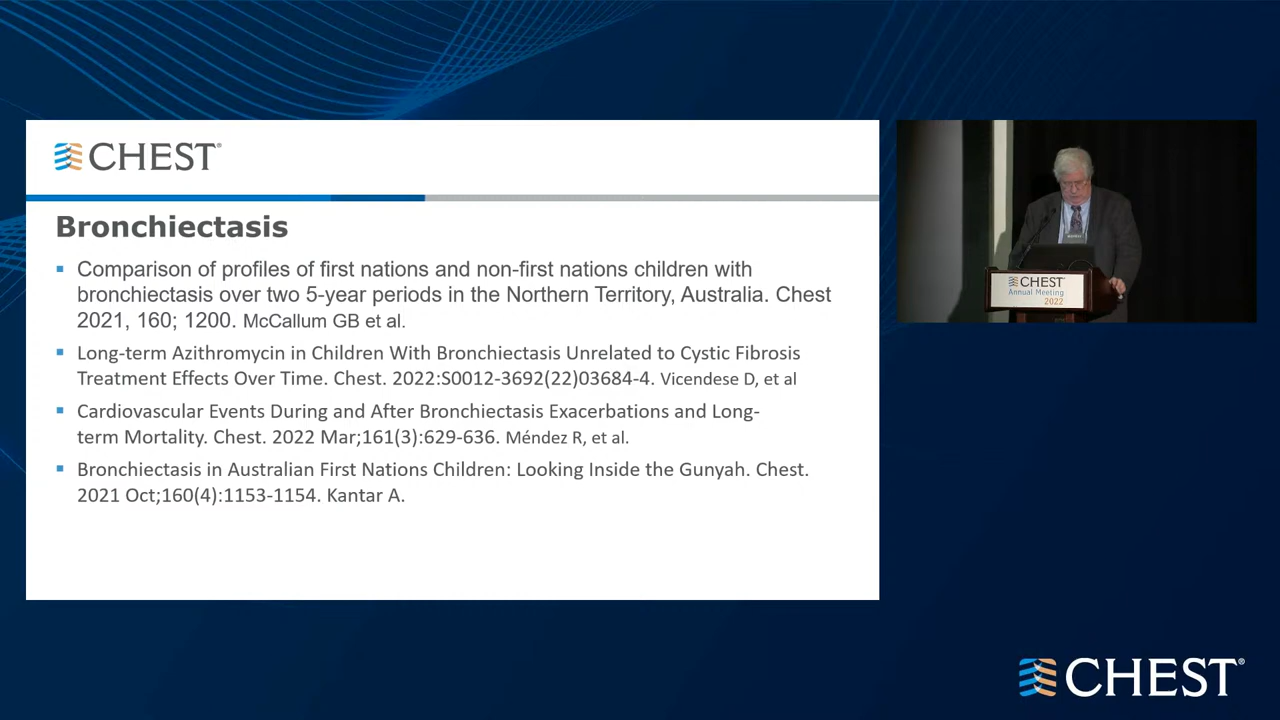 CHEST®
Bronchiectasis
▪ Comparison of profiles of first nations and non-first nations children with
bronchiectasis over two 5-year periods in the Northern Territory, Australia. Chest
2021, 160; 1200. McCallum GB et al.
▪ Long-term Azithromycin in Children With Bronchiectasis Unrelated to Cystic Fibrosis
Treatment Effects Over Time. Chest. 2022:S0012-3692(22)03684-4. Vicendese D, et al
▪ Cardiovascular Events During and After Bronchiectasis Exacerbations and Long-
term Mortality. Chest. 2022 Mar;161(3):629-636. Méndez R, et al.
▪ Bronchiectasis in Australian First Nations Children: Looking Inside the Gunyah. Chest.
2021 Oct;160(4):1153-1154. Kantar A.
CHEST
Annual Meeting
2022
CHEST®